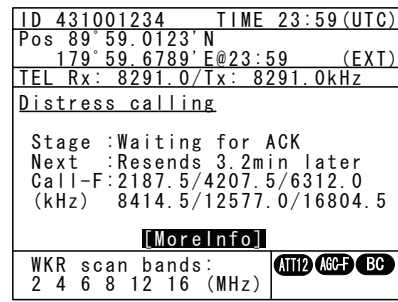 ID 431001234 TIME 23:59(UTC)
Pos 89°59.0123'N
179°59.6789'E@23:59 (EXT)
TEL Rx: 8291.0/Tx: 8291.0kHz
Distress calling
Stage :Waiting for ACK
Next :Resends 3.2min later
Call-F:2187.5/4207.5/6312.0
(kHz) 8414.5/12577.0/16804.5
[MoreInfo]
WKR scan bands:
2 4 6 8 12 16 (MHz)
ATT12 AGC-F BC